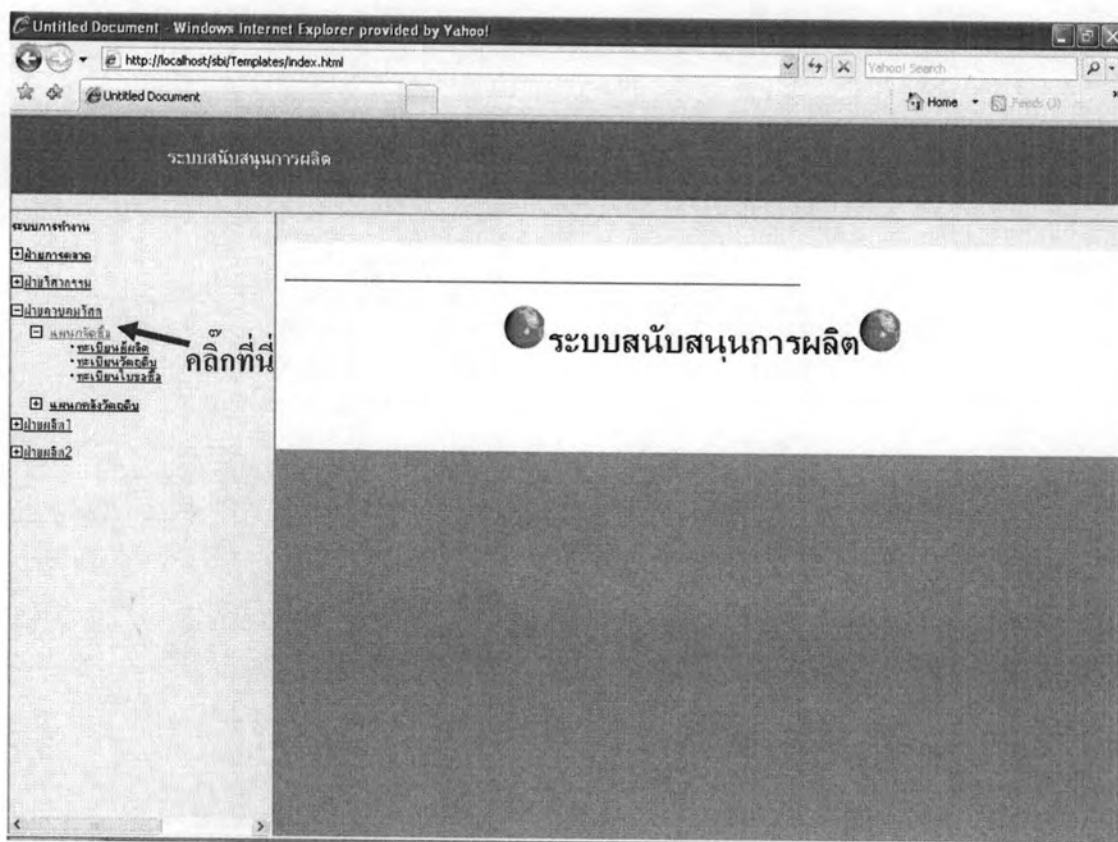 Untitled Document - Windows Internet Explorer provided by Yahoo!
http://localhost/sbi/Templates/index.html
Yahoo! Search
Untitled Document
Home
Feeds (3)
ระบบสนับสนุนการผลิต
ระบบการทำงาน
ฝ่ายการตลาด
ฝ่ายวิศวกรรม
ฝ่ายควบคุมวัสดุ
แผนกจัดซื้อ
ทะเบียนผู้ผลิต
ทะเบียนวัตถุดิบ
ทะเบียนใบขอซื้อ
คลิ๊กที่นี่
แผนกคลังวัตถุดิบ
ฝ่ายผลิต1
ฝ่ายผลิต2
ระบบสนับสนุนการผลิต